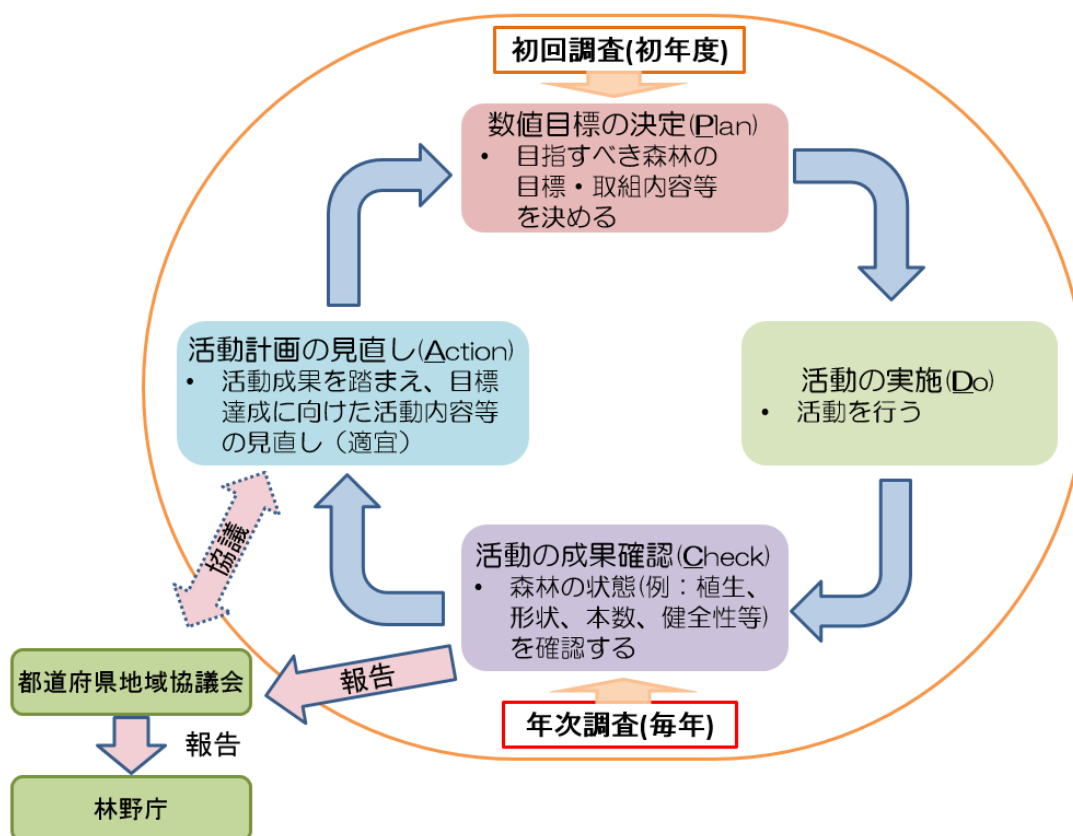 初回調査(初年度)
数値目標の決定(Plan)
• 目指すべき森林の
目標・取組内容等
を決める
活動計画の見直し(Action)
• 活動成果を踏まえ、目標
達成に向けた活動内容等
の見直し（適宜）
活動の実施(Do)
• 活動を行う
協議
活動の成果確認(Check)
• 森林の状態(例：植生、
形状、本数、健全性等)
を確認する
報告
都道府県地域協議会
年次調査(毎年)
報告
林野庁